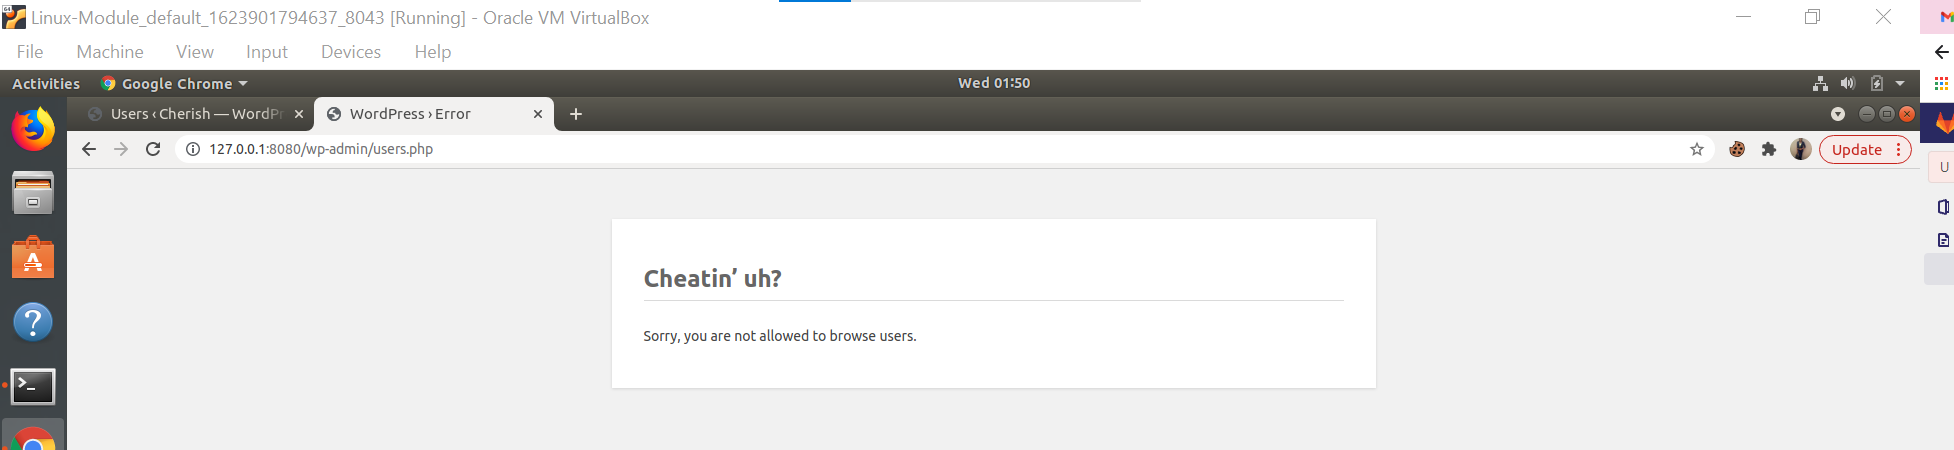 Linux-Module_default_1623901794637_8043 [Running] - Oracle VM VirtualBox
File Machine View Input Devices Help
Activities Google Chrome Wed 01:50
Users ‹ Cherish — WordPr WordPress › Error
127.0.0.1:8080/wp-admin/users.php Update
U
Cheatin’ uh?
Sorry, you are not allowed to browse users.